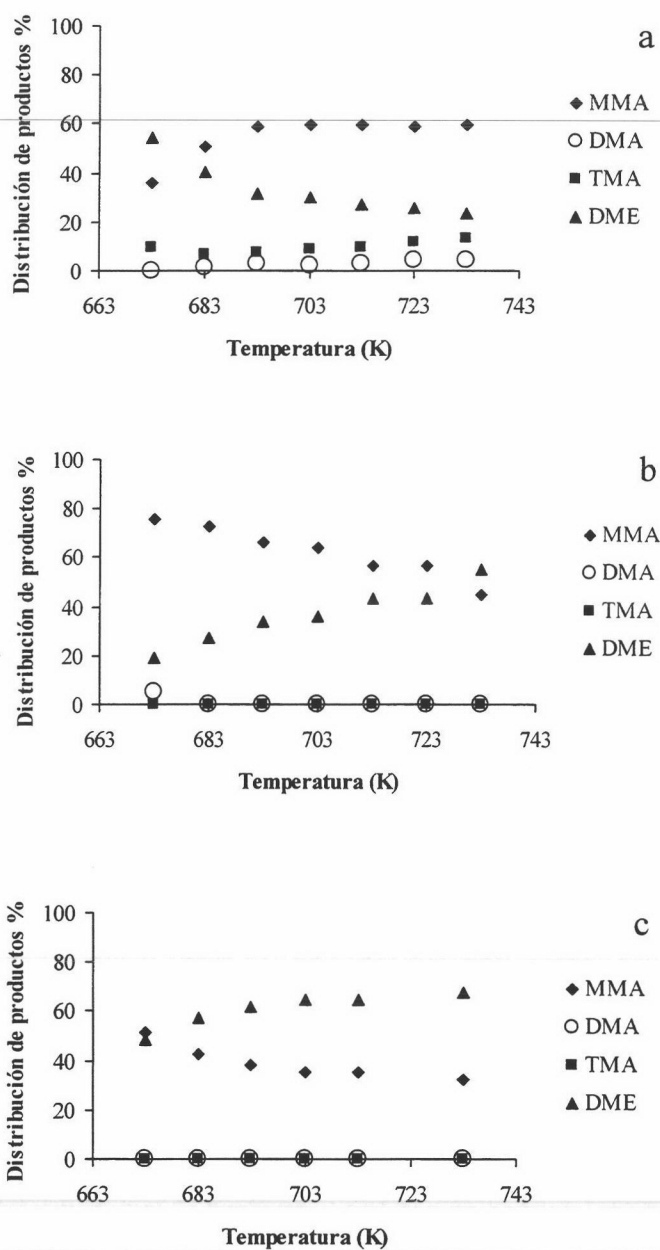 a
Distribución de productos %
100
80
60
40
20
0
663 683 703 723 743
Temperatura (K)
MMA
DMA
TMA
DME
b
Distribución de productos %
100
80
60
40
20
0
663 683 703 723 743
Temperatura (K)
MMA
DMA
TMA
DME
c
Distribución de productos %
100
80
60
40
20
0
663 683 703 723 743
Temperatura (K)
MMA
DMA
TMA
DME